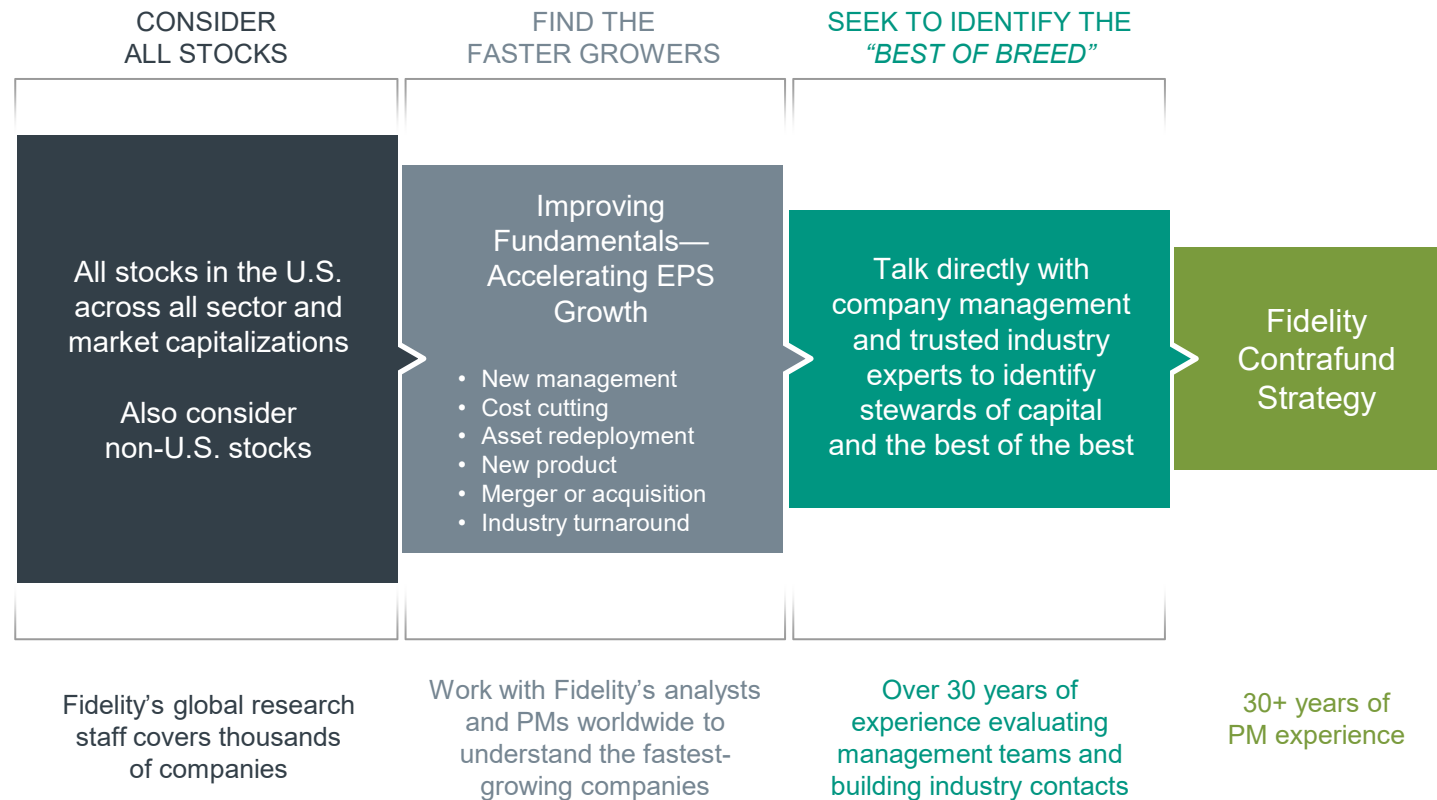 CONSIDER
ALL STOCKS
FIND THE
FASTER GROWERS
SEEK TO IDENTIFY THE
“BEST OF BREED”
All stocks in the U.S.
across all sector and
market capitalizations
Also consider
non-U.S. stocks
Improving
Fundamentals—
Accelerating EPS
Growth
• New management
• Cost cutting
• Asset redeployment
• New product
• Merger or acquisition
• Industry turnaround
Talk directly with
company management
and trusted industry
experts to identify
stewards of capital
and the best of the best
Fidelity
Contrafund
Strategy
Fidelity’s global research
staff covers thousands
of companies
Work with Fidelity’s analysts
and PMs worldwide to
understand the fastest-
growing companies
Over 30 years of
experience evaluating
management teams and
building industry contacts
30+ years of
PM experience